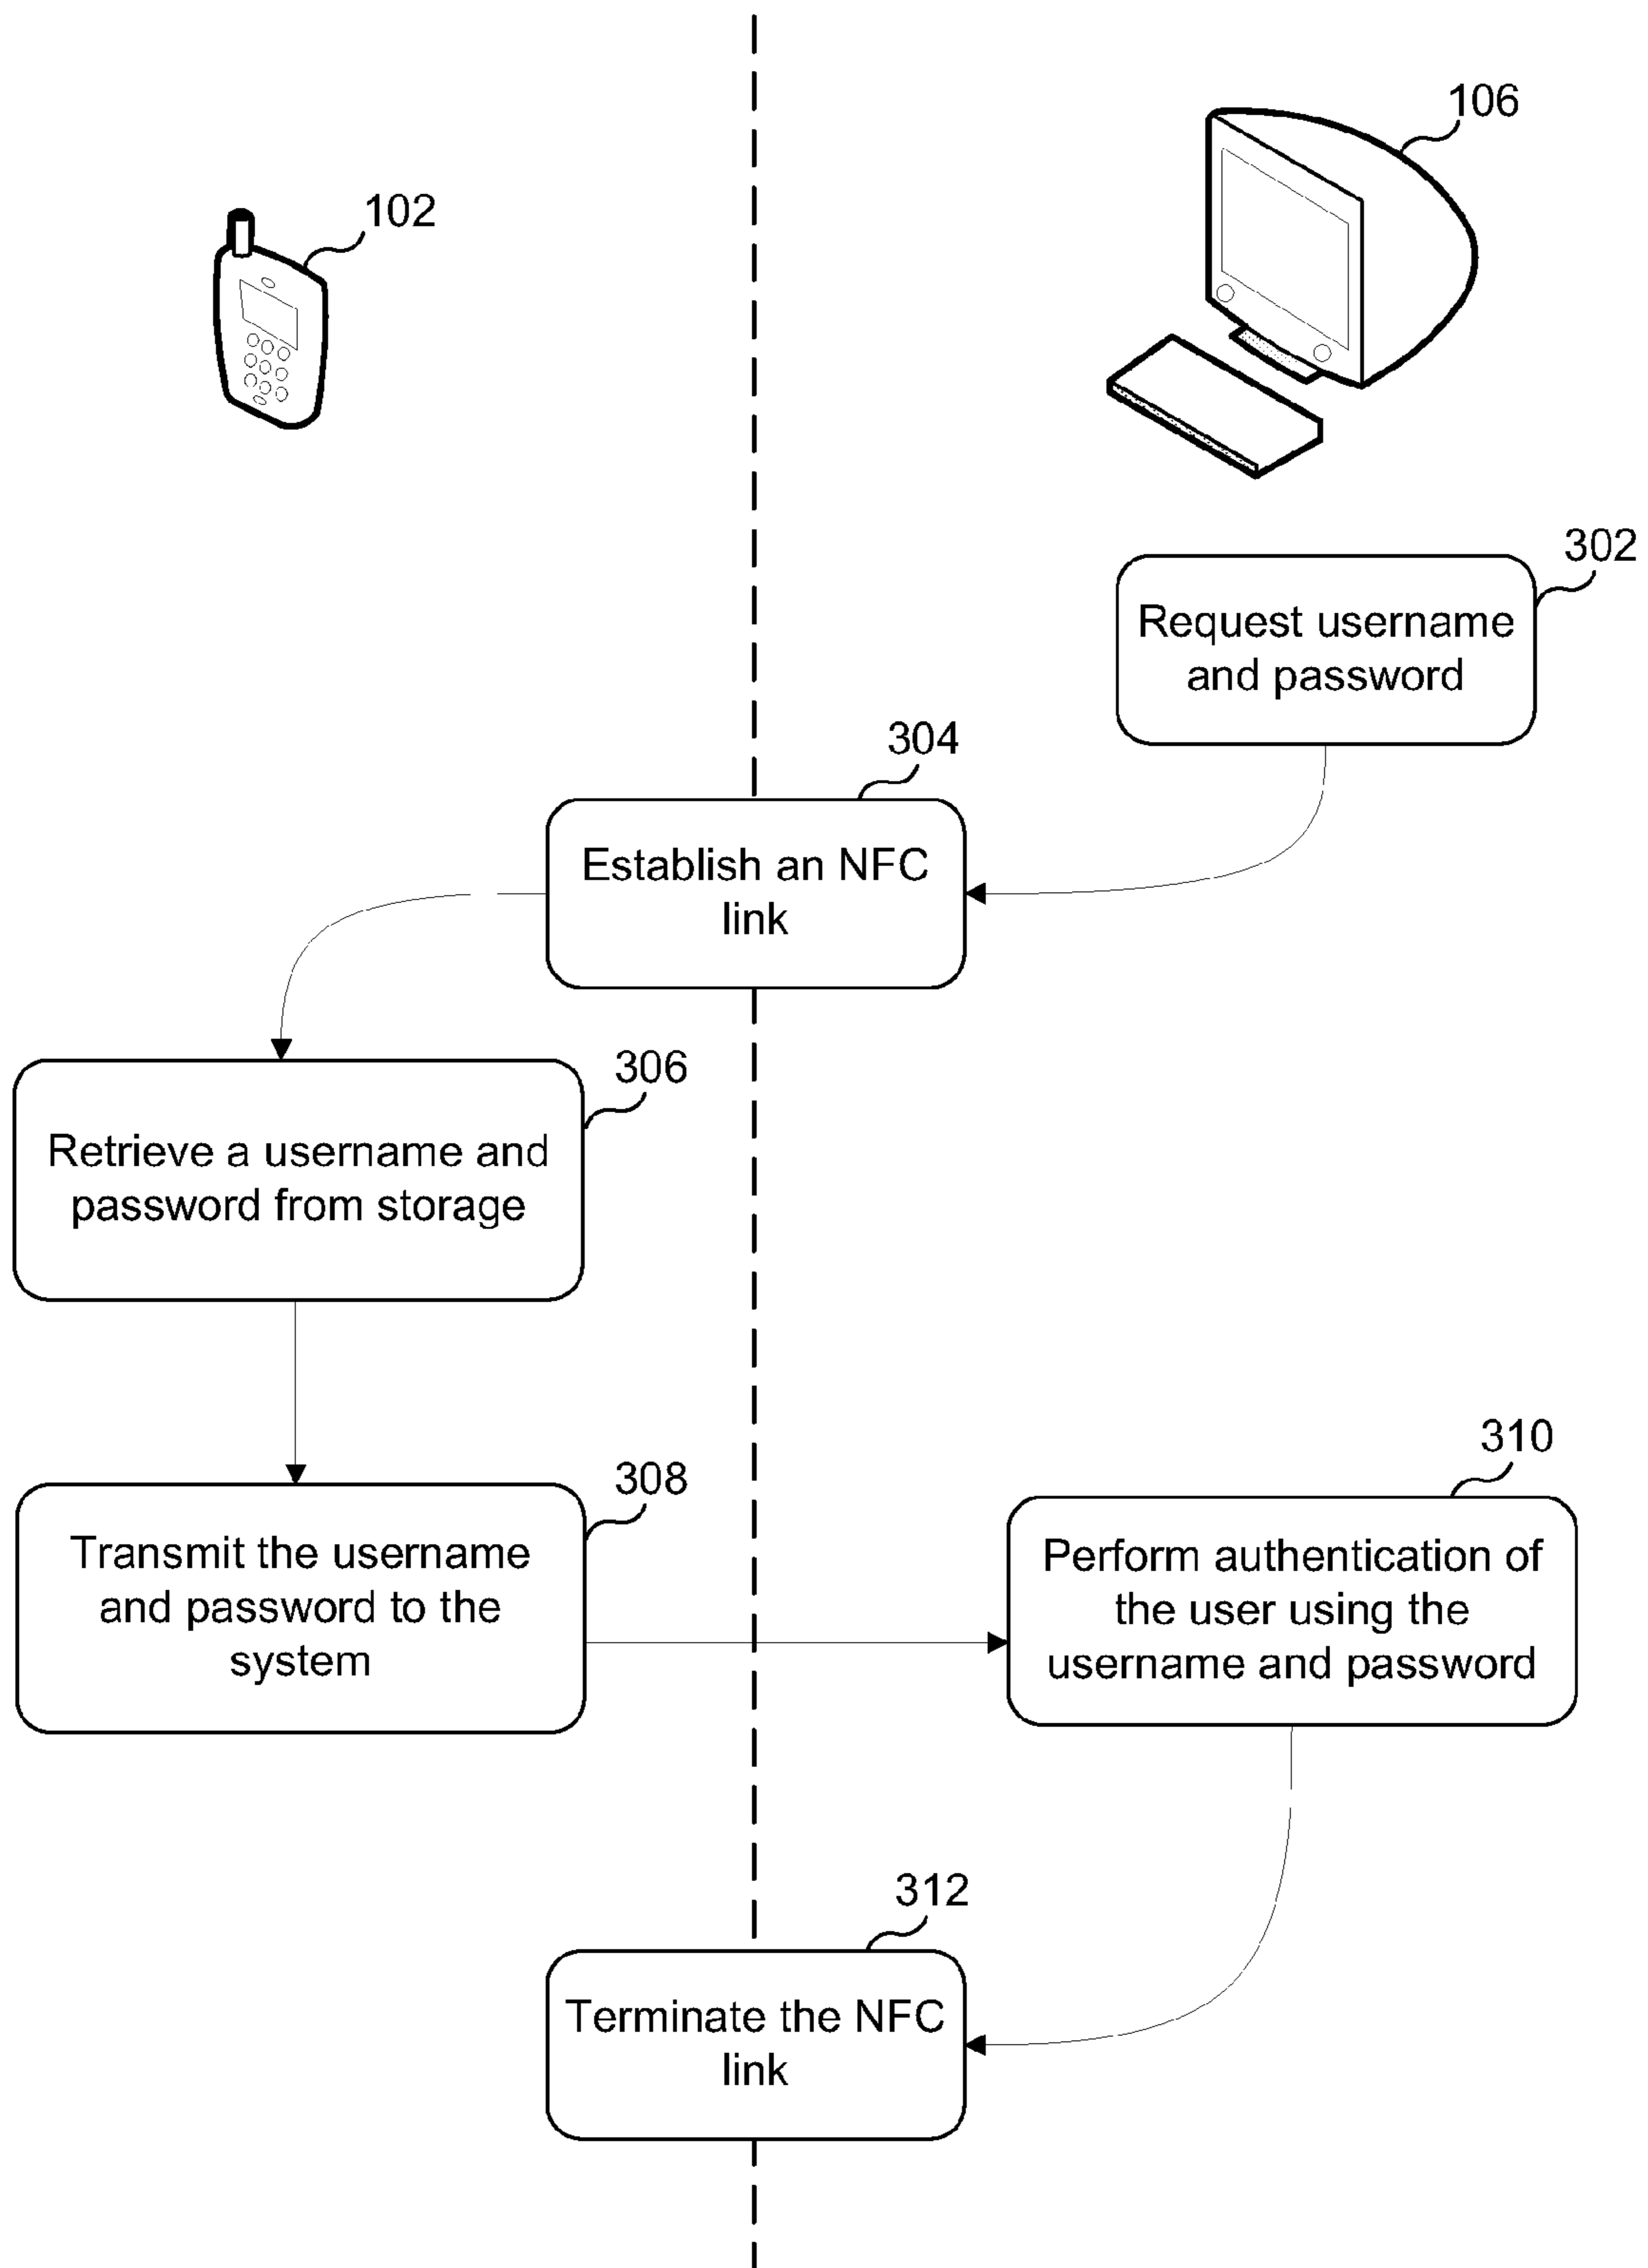 106
102
302
Request username
and password
304
Establish an NFC
link
306
Retrieve a username and
password from storage
308
Transmit the username
and password to the
system
310
Perform authentication of
the user using the
username and password
312
Terminate the NFC
link